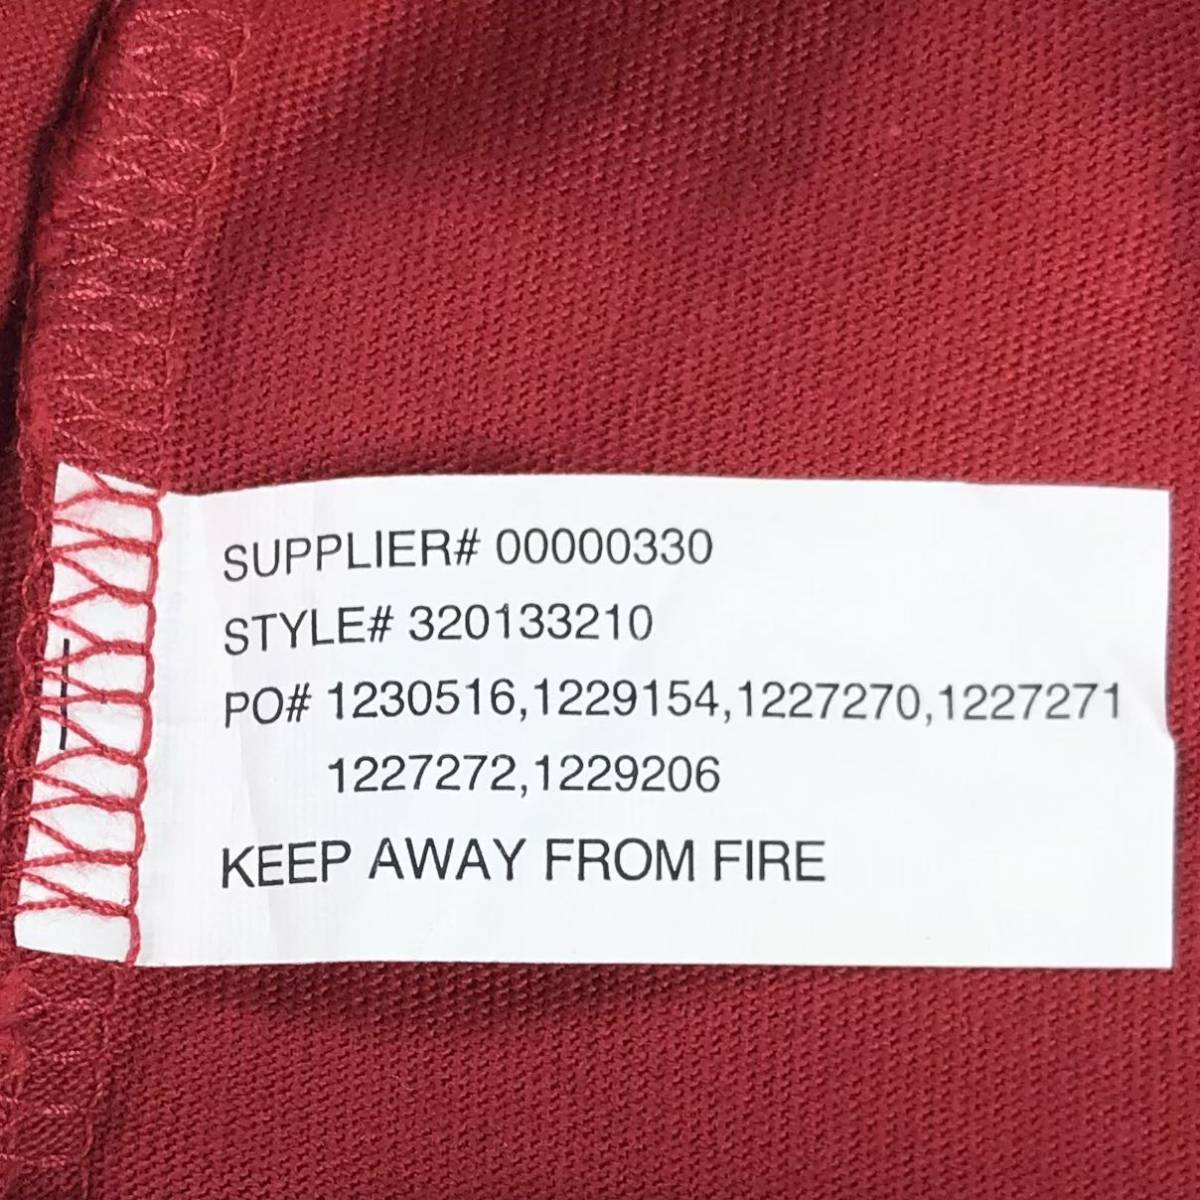 SUPPLIER# 00000330
STYLE# 320133210
PO# 1230516,1229154,1227270,1227271
1227272,1229206
KEEP AWAY FROM FIRE